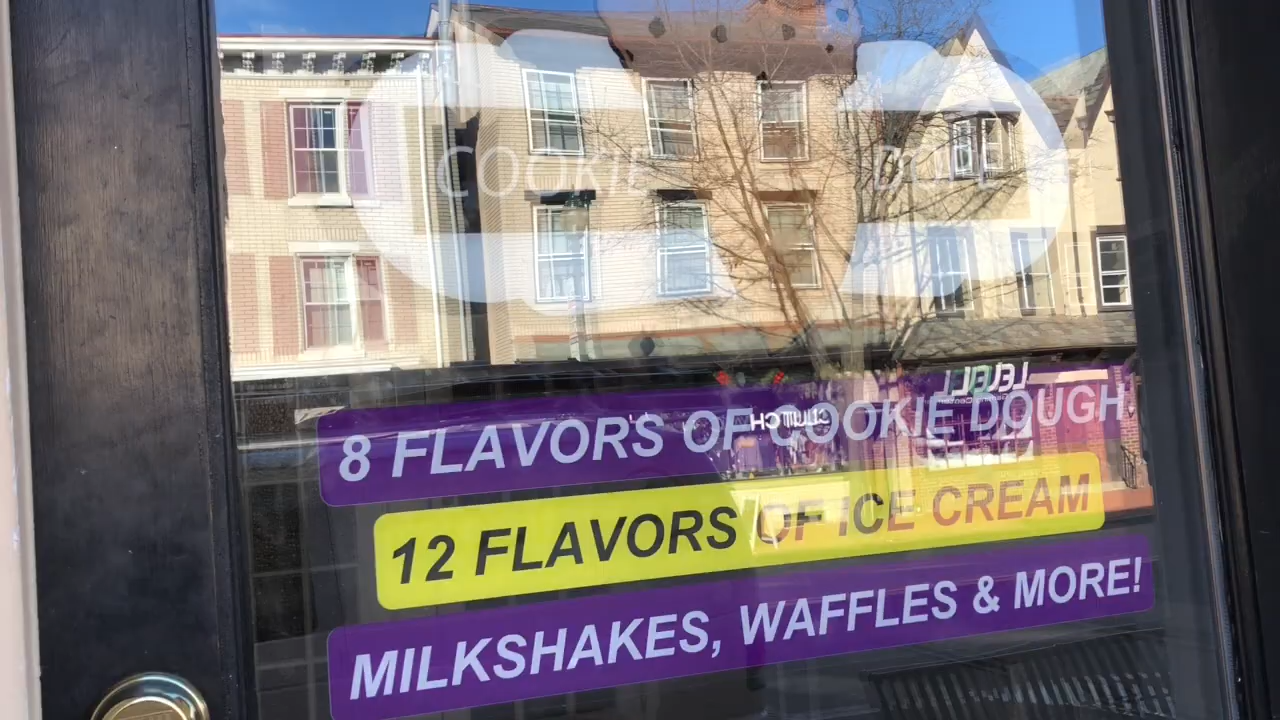 COOKIE
8 FLAVORS OF COOKIE DOUGH
12 FLAVORS OF ICE CREAM
MILKSHAKES, WAFFLES & MORE!